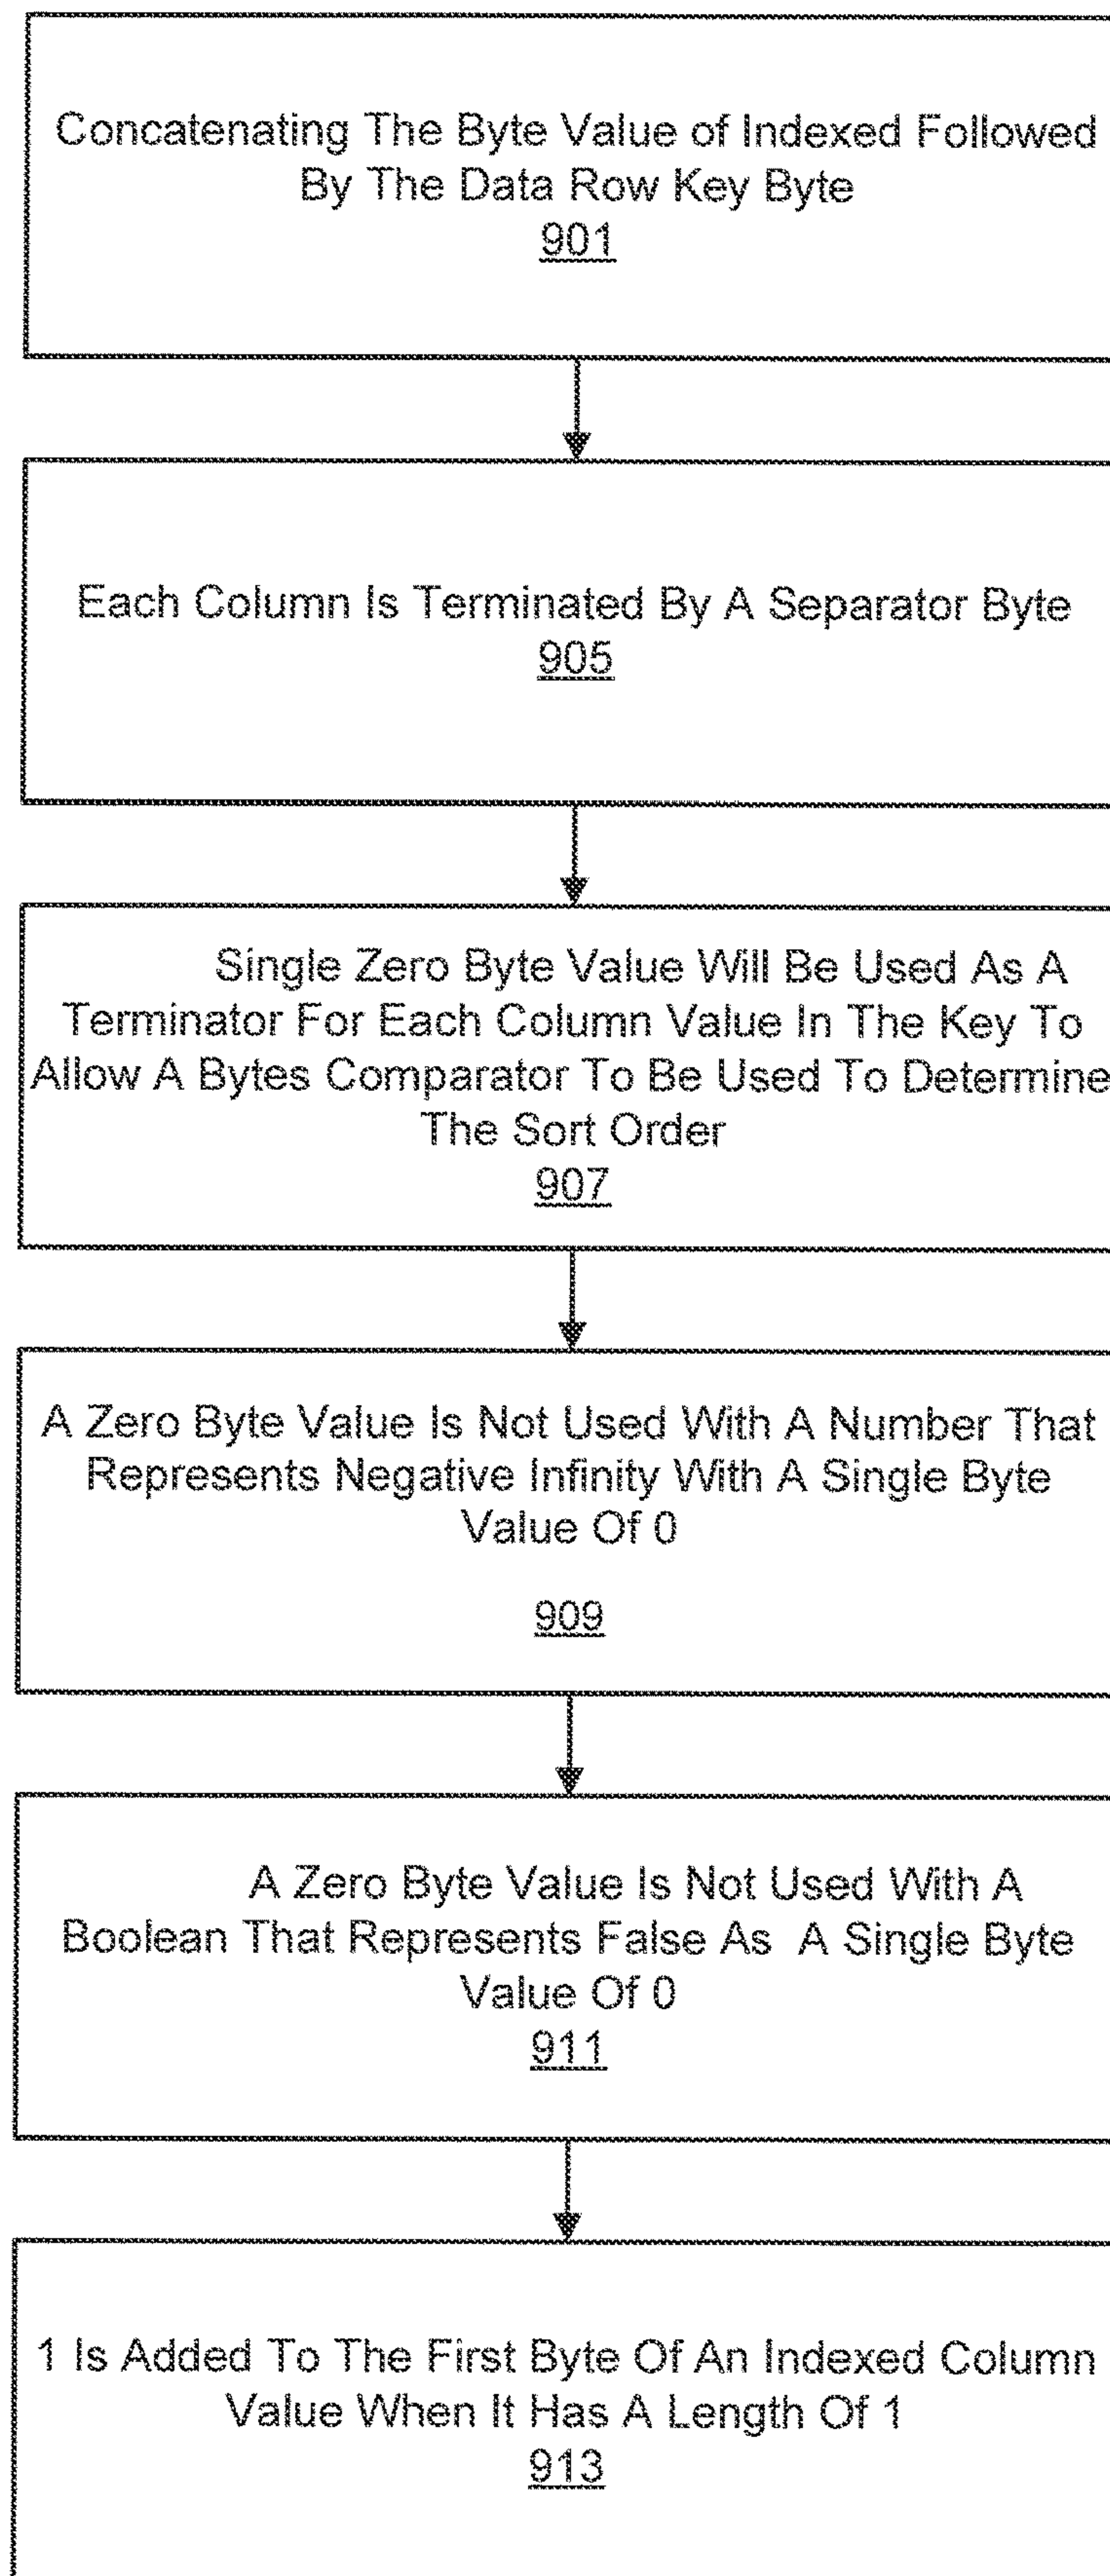 Concatenating The Byte Value of Indexed Followed
By The Data Row Key Byte
901
Each Column Is Terminated By A Separator Byte
905
Single Zero Byte Value Will Be Used As A
Terminator For Each Column Value In The Key To
Allow A Bytes Comparator To Be Used To Determine
The Sort Order
907
A Zero Byte Value Is Not Used With A Number That
Represents Negative Infinity With A Single Byte
Value Of 0
909
A Zero Byte Value Is Not Used With A
Boolean That Represents False As A Single Byte
Value Of 0
911
1 Is Added To The First Byte Of An Indexed Column
Value When It Has A Length Of 1
913